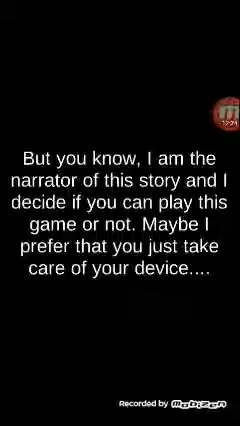 But you know, I am the
narrator of this story and I
decide if you can play this
game or not. Maybe I
prefer that you just take
care of your device....
Recorded by Mobizen